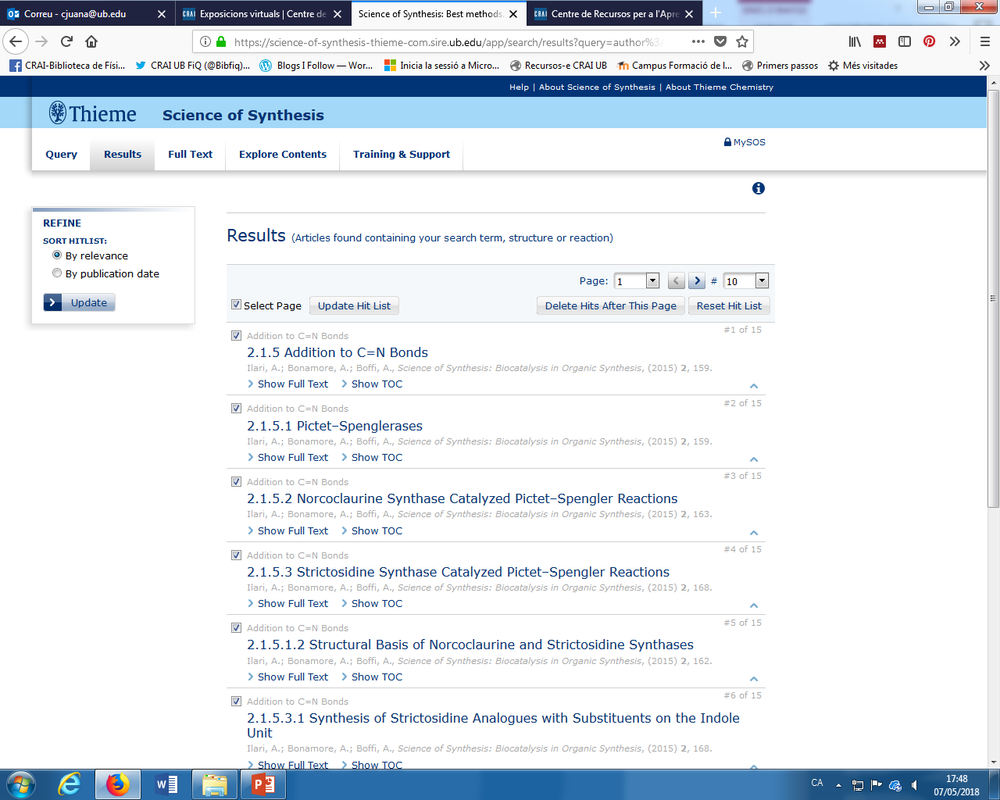 Correu - cjuana@ub.edu
CRAI Exposicions virtuals | Centre de
Science of Synthesis: Best methods.
CRAI Centre de Recursos per a l'Apre
https://science-of-synthesis-thieme-com.sire.ub.edu/app/search/results?query=author%3
CRAI-Biblioteca de Físi...
CRAI UB FiQ (@Bibfiq)...
Blogs I Follow — Wor...
Inicia la sessió a Micro...
Recursos-e CRAI UB
Campus Formació de l...
Primers passos
Més visitades
Help | About Science of Synthesis | About Thieme Chemistry
Thieme Science of Synthesis
Query Results Full Text Explore Contents Training & Support
MySOS
REFINE
SORT HITLIST:
By relevance
By publication date
Update
Results (Articles found containing your search term, structure or reaction)
Page: 1 # 10
Select Page Update Hit List Delete Hits After This Page Reset Hit List
#1 of 15
Addition to C=N Bonds
2.1.5 Addition to C=N Bonds
Ilari, A.; Bonamore, A.; Boffi, A., Science of Synthesis: Biocatalysis in Organic Synthesis, (2015) 2, 159.
Show Full Text Show TOC
#2 of 15
Addition to C=N Bonds
2.1.5.1 Pictet–Spenglerases
Ilari, A.; Bonamore, A.; Boffi, A., Science of Synthesis: Biocatalysis in Organic Synthesis, (2015) 2, 159.
Show Full Text Show TOC
#3 of 15
Addition to C=N Bonds
2.1.5.2 Norcoclaurine Synthase Catalyzed Pictet–Spengler Reactions
Ilari, A.; Bonamore, A.; Boffi, A., Science of Synthesis: Biocatalysis in Organic Synthesis, (2015) 2, 163.
Show Full Text Show TOC
#4 of 15
Addition to C=N Bonds
2.1.5.3 Strictosidine Synthase Catalyzed Pictet–Spengler Reactions
Ilari, A.; Bonamore, A.; Boffi, A., Science of Synthesis: Biocatalysis in Organic Synthesis, (2015) 2, 168.
Show Full Text Show TOC
#5 of 15
Addition to C=N Bonds
2.1.5.1.2 Structural Basis of Norcoclaurine and Strictosidine Synthases
Ilari, A.; Bonamore, A.; Boffi, A., Science of Synthesis: Biocatalysis in Organic Synthesis, (2015) 2, 162.
Show Full Text Show TOC
#6 of 15
Addition to C=N Bonds
2.1.5.3.1 Synthesis of Strictosidine Analogues with Substituents on the Indole
Unit
Ilari, A.; Bonamore, A.; Boffi, A., Science of Synthesis: Biocatalysis in Organic Synthesis, (2015) 2, 168.
Show Full Text Show TOC
CA
17:48
07/05/2018